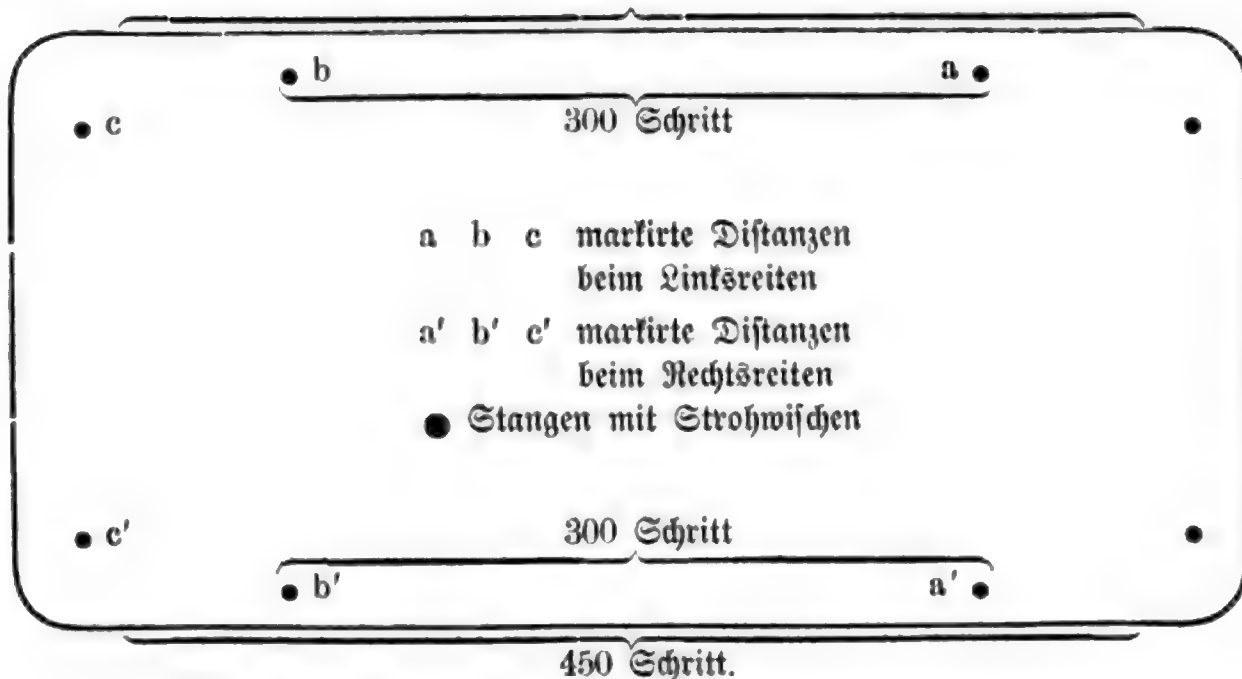 b a
300 Schritt
c
a b c markirte Distanzen
beim Linksreiten
a' b' c' markirte Distanzen
beim Rechtsreiten
Stangen mit Strohwischen
c' 300 Schritt
b' a'
450 Schritt.